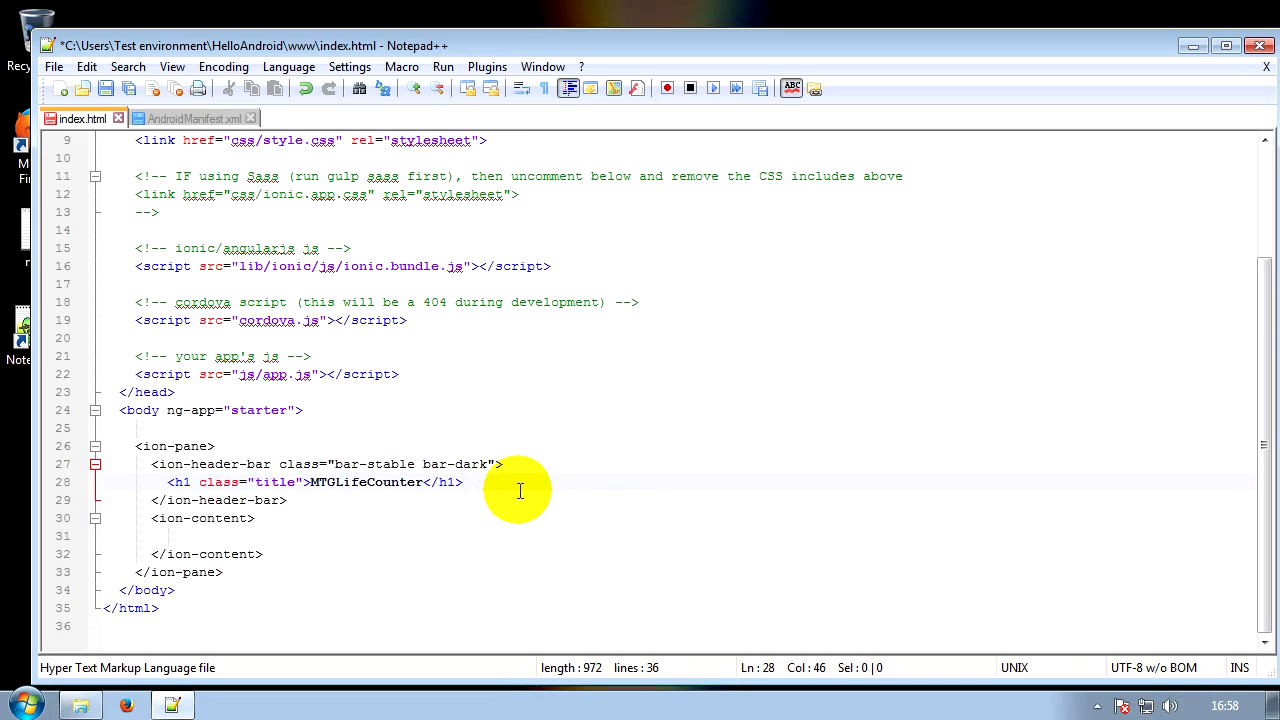 Recy
*C:\Users\Test environment\HelloAndroid\www\index.html - Notepad++
File Edit Search View Encoding Language Settings Macro Run Plugins Window ? X
index.html AndroidManifest.xml
9 <link href="css/style.css" rel="stylesheet">
10
11 <!-- IF using Sass (run gulp sass first), then uncomment below and remove the CSS includes above
12 <link href="css/ionic.app.css" rel="stylesheet">
13 -->
14
15 <!-- ionic/angularjs js -->
16 <script src="lib/ionic/js/ionic.bundle.js"></script>
17
18 <!-- cordova script (this will be a 404 during development) -->
19 <script src="cordova.js"></script>
20
21 <!-- your app's js -->
22 <script src="js/app.js"></script>
23 </head>
24 <body ng-app="starter">
25
26 <ion-pane>
27 <ion-header-bar class="bar-stable bar-dark">
28 <h1 class="title">MTGLifeCounter</h1>
29 </ion-header-bar>
30 <ion-content>
31
32 </ion-content>
33 </ion-pane>
34 </body>
35 </html>
36
Note
Hyper Text Markup Language file length : 972 lines : 36 Ln : 28 Col : 46 Sel : 0 | 0 UNIX UTF-8 w/o BOM INS
16:58